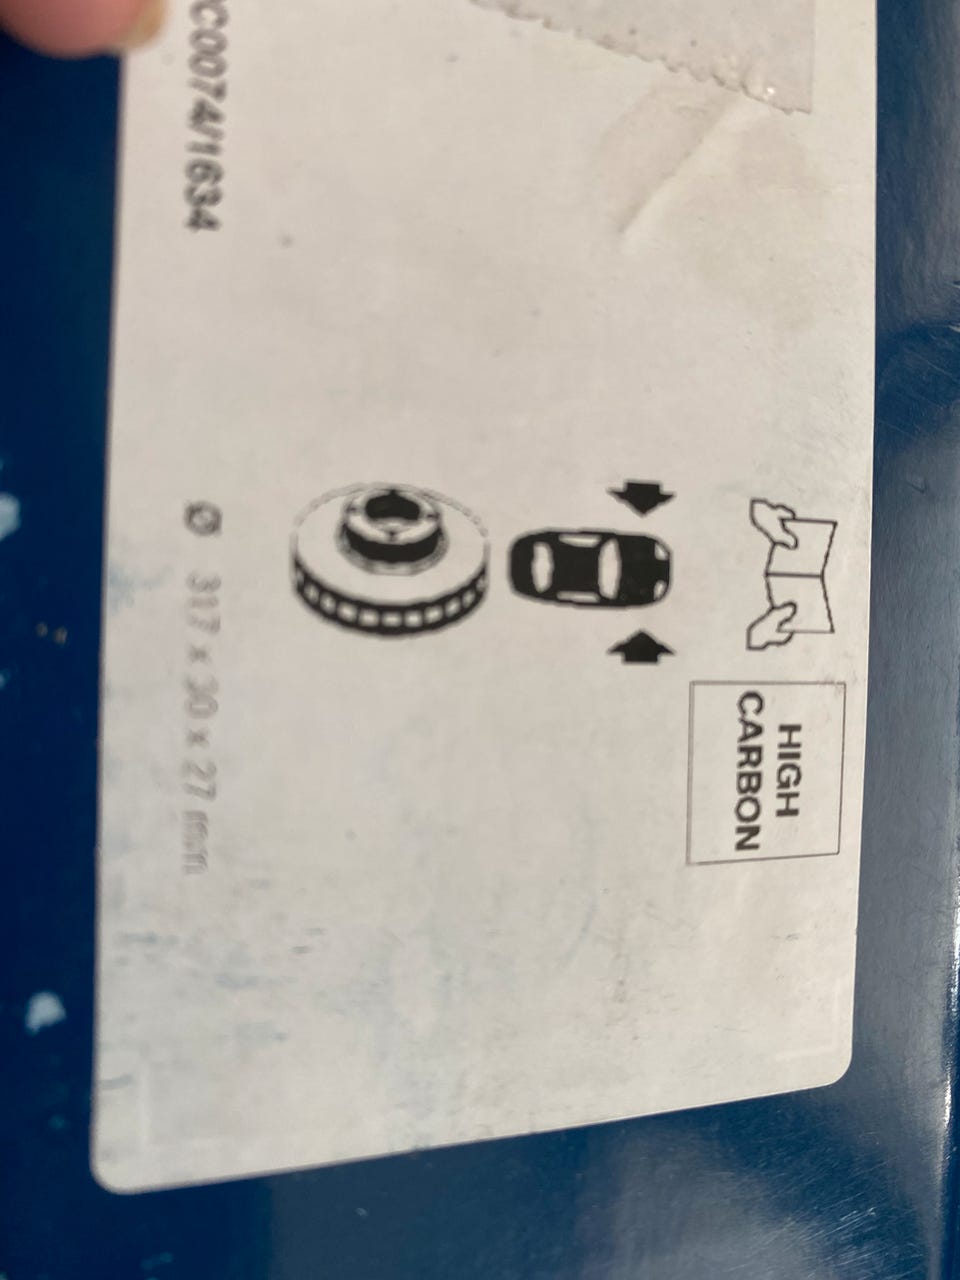 HIGH
CARBON
C0074/1634 Ø 317 x 30 x 27 mm